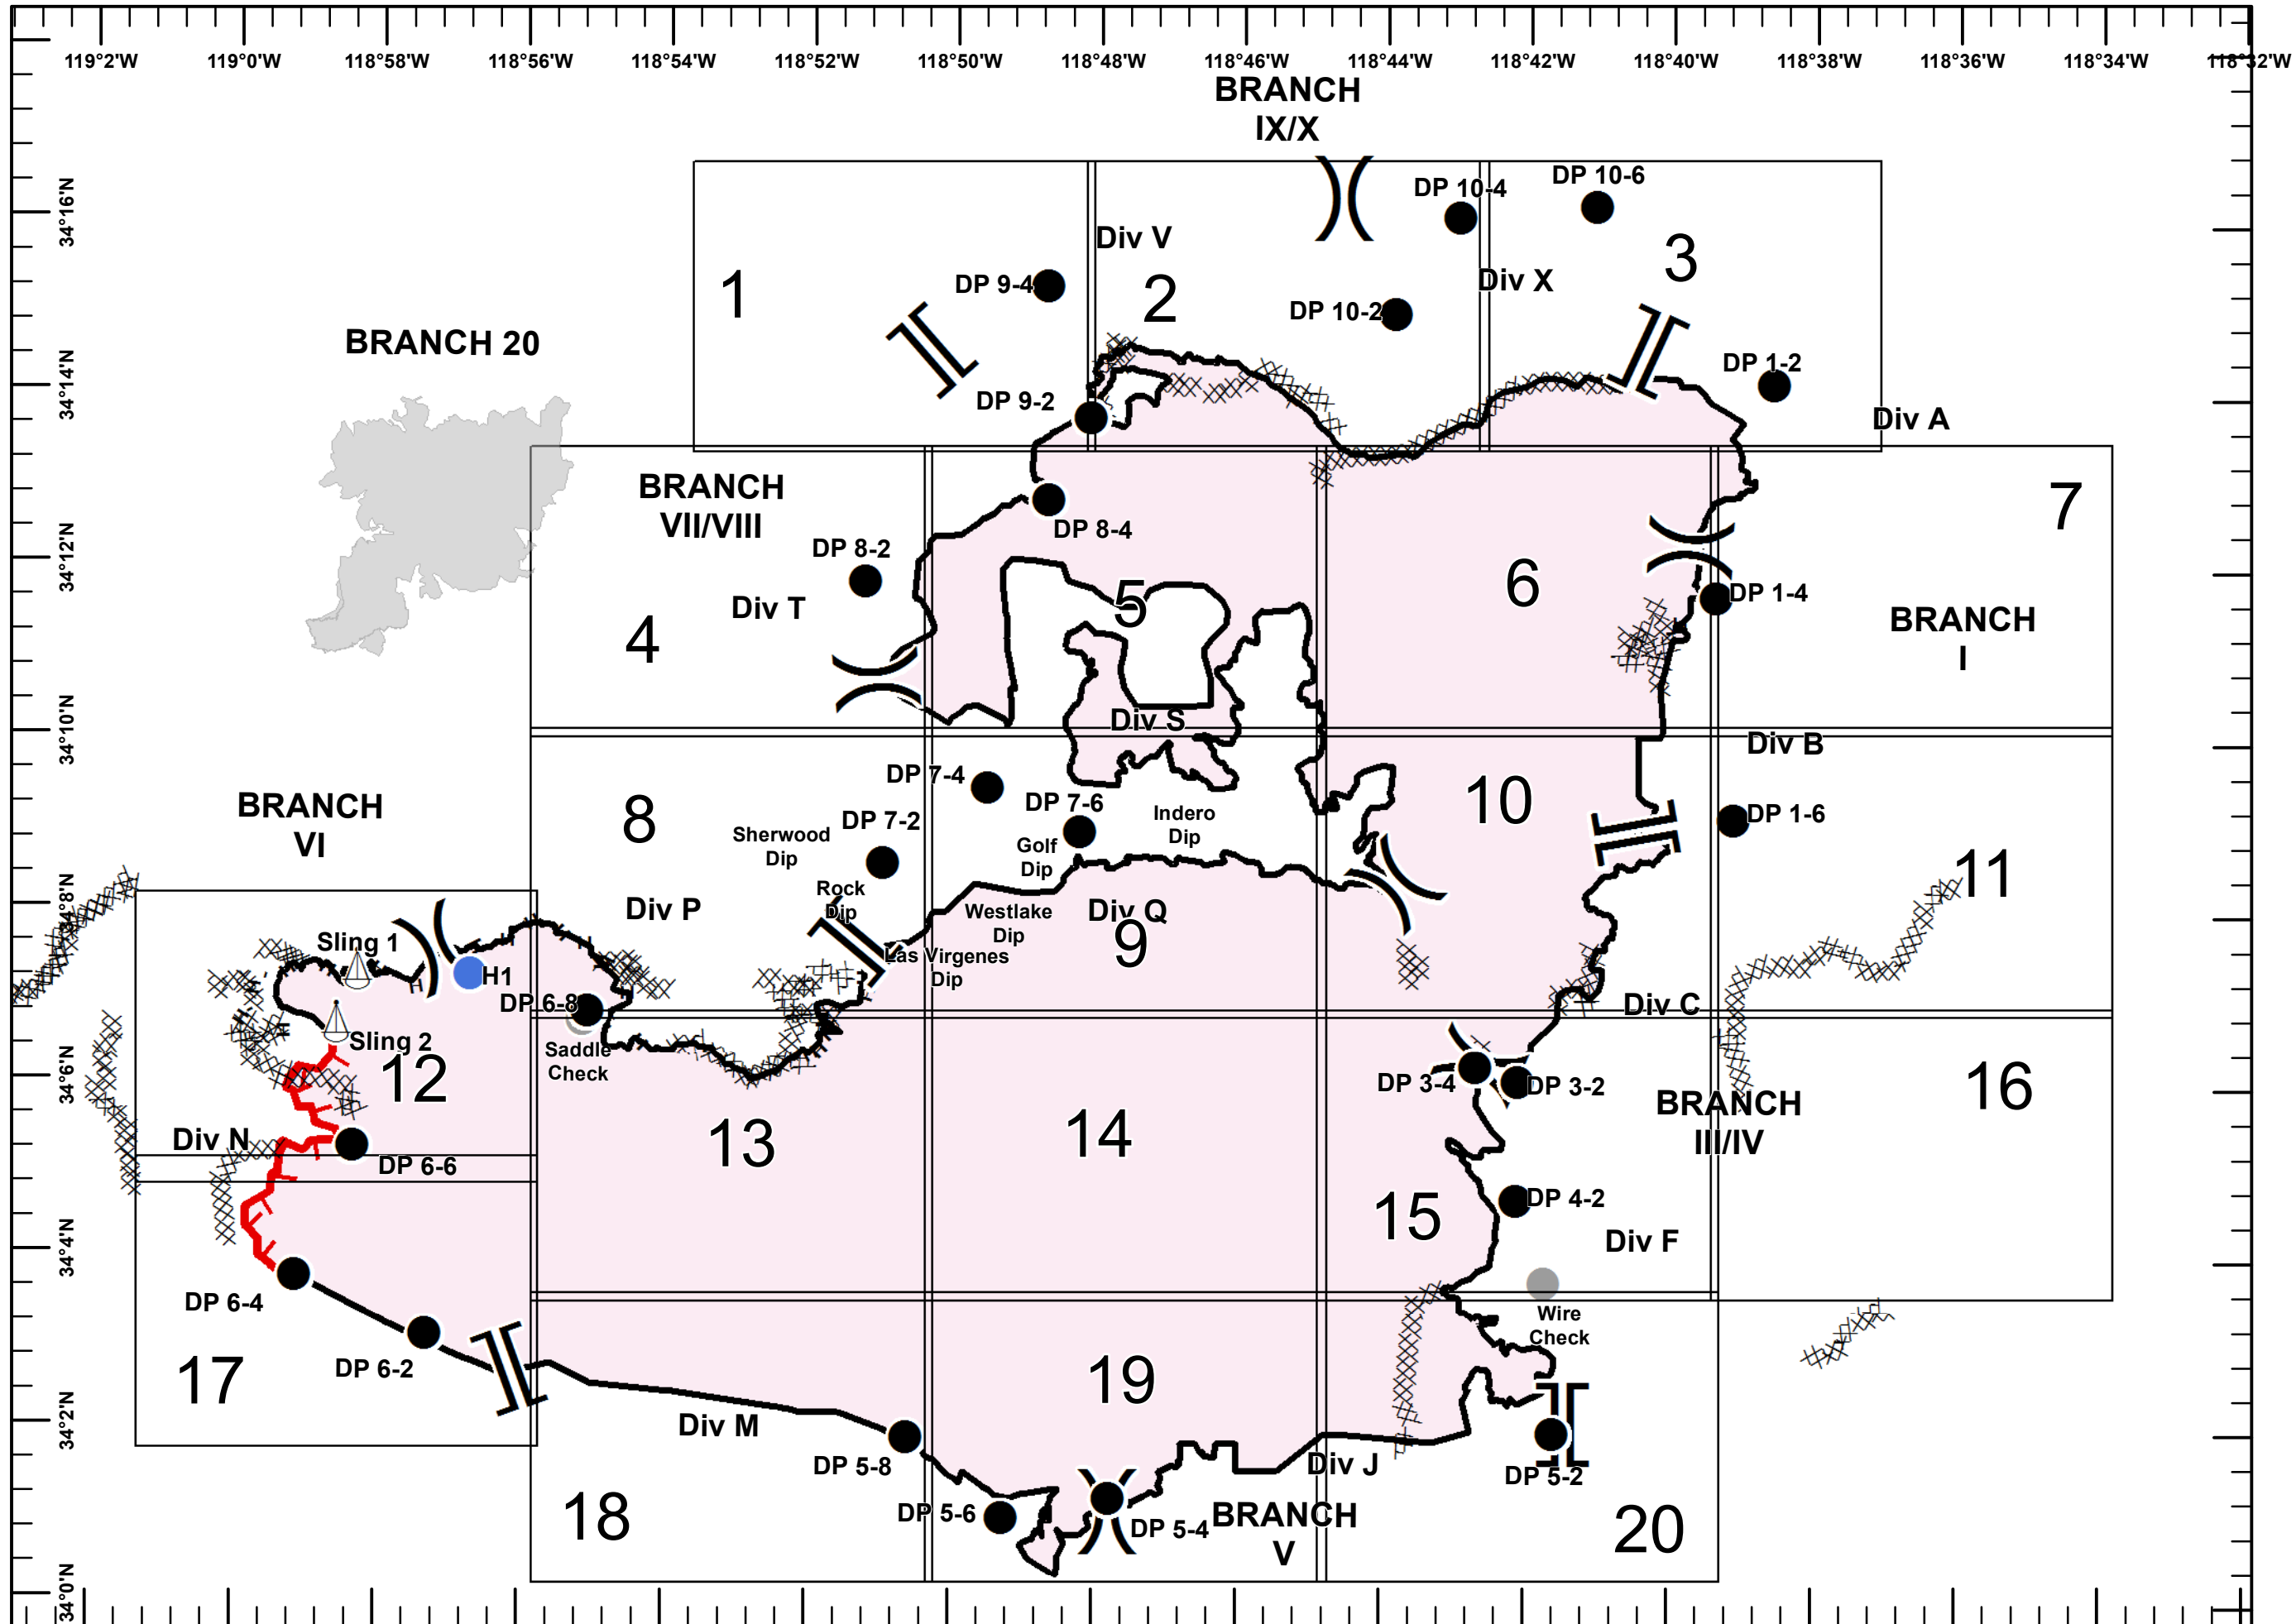 119°2'W 119°0'W 118°58'W 118°56'W 118°54'W 118°52'W 118°50'W 118°48'W 118°46'W 118°44'W 118°42'W 118°40'W 118°38'W 118°36'W 118°34'W 118°32'W
BRANCH
IX/X
34°16'N
DP 10-4
DP 10-6
Div V
3
DP 9-4
1
2
DP 10-2
Div X
BRANCH 20
34°14'N
DP 1-2
DP 9-2
Div A
BRANCH
VII/VIII
7
DP 8-4
34°12'N
DP 8-2
5
6
DP 1-4
Div T
4
BRANCH
I
34°10'N
Div S
Div B
DP 7-4
DP 7-6
10
BRANCH
VI
8
DP 7-2
Sherwood
Dip
Golf
Dip
Indero
Dip
DP 1-6
11
34°8'N
Rock
Dip
Div P
Westlake
Dip
Div Q
9
Sling 1
Las Virgenes
Dip
H1
DP 6-8
Div C
Sling 2
Saddle
Check
34°6'N
12
DP 3-4
DP 3-2
16
BRANCH
III/IV
Div N
13
14
DP 6-6
15
DP 4-2
34°4'N
Div F
DP 6-4
Wire
Check
17
DP 6-2
19
34°2'N
Div M
DP 5-8
Div J
DP 5-2
18
DP 5-6
DP 5-4
BRANCH
V
20
34°0'N